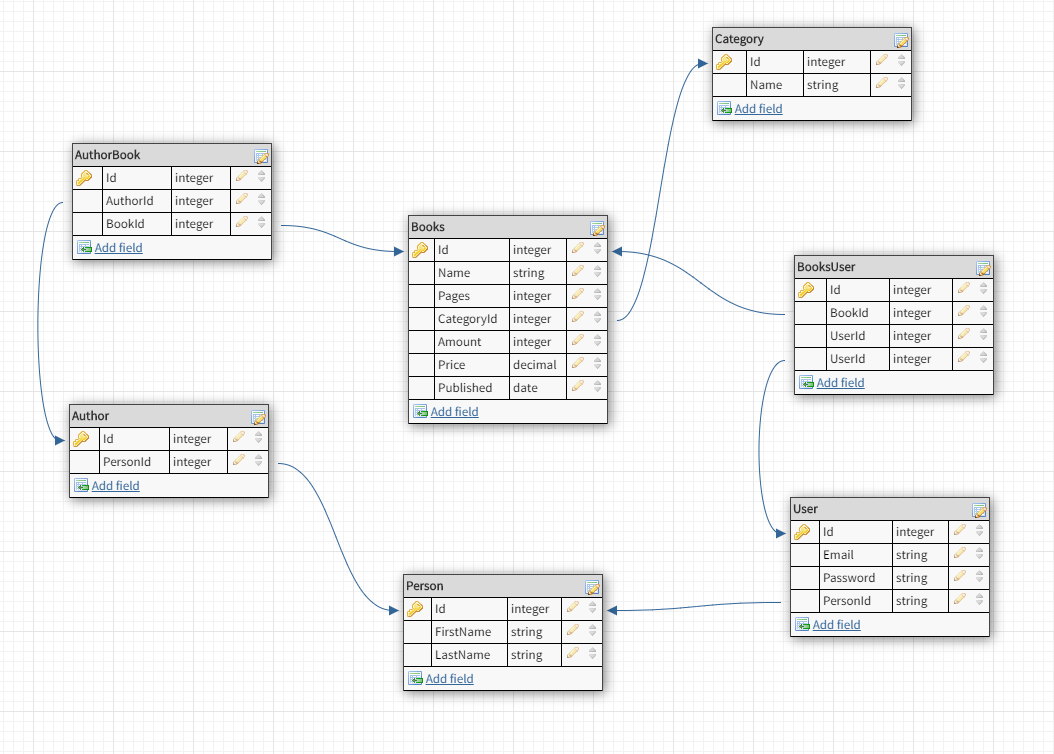 Category
Id integer
Name string
Add field
AuthorBook
Id integer
AuthorId integer
BookId integer
Add field
Books
Id integer
Name string
Pages integer
CategoryId integer
Amount integer
Price decimal
Published date
Add field
BooksUser
Id integer
BookId integer
UserId integer
UserId integer
Add field
Author
Id integer
PersonId integer
Add field
User
Id integer
Email string
Password string
PersonId string
Add field
Person
Id integer
FirstName string
LastName string
Add field